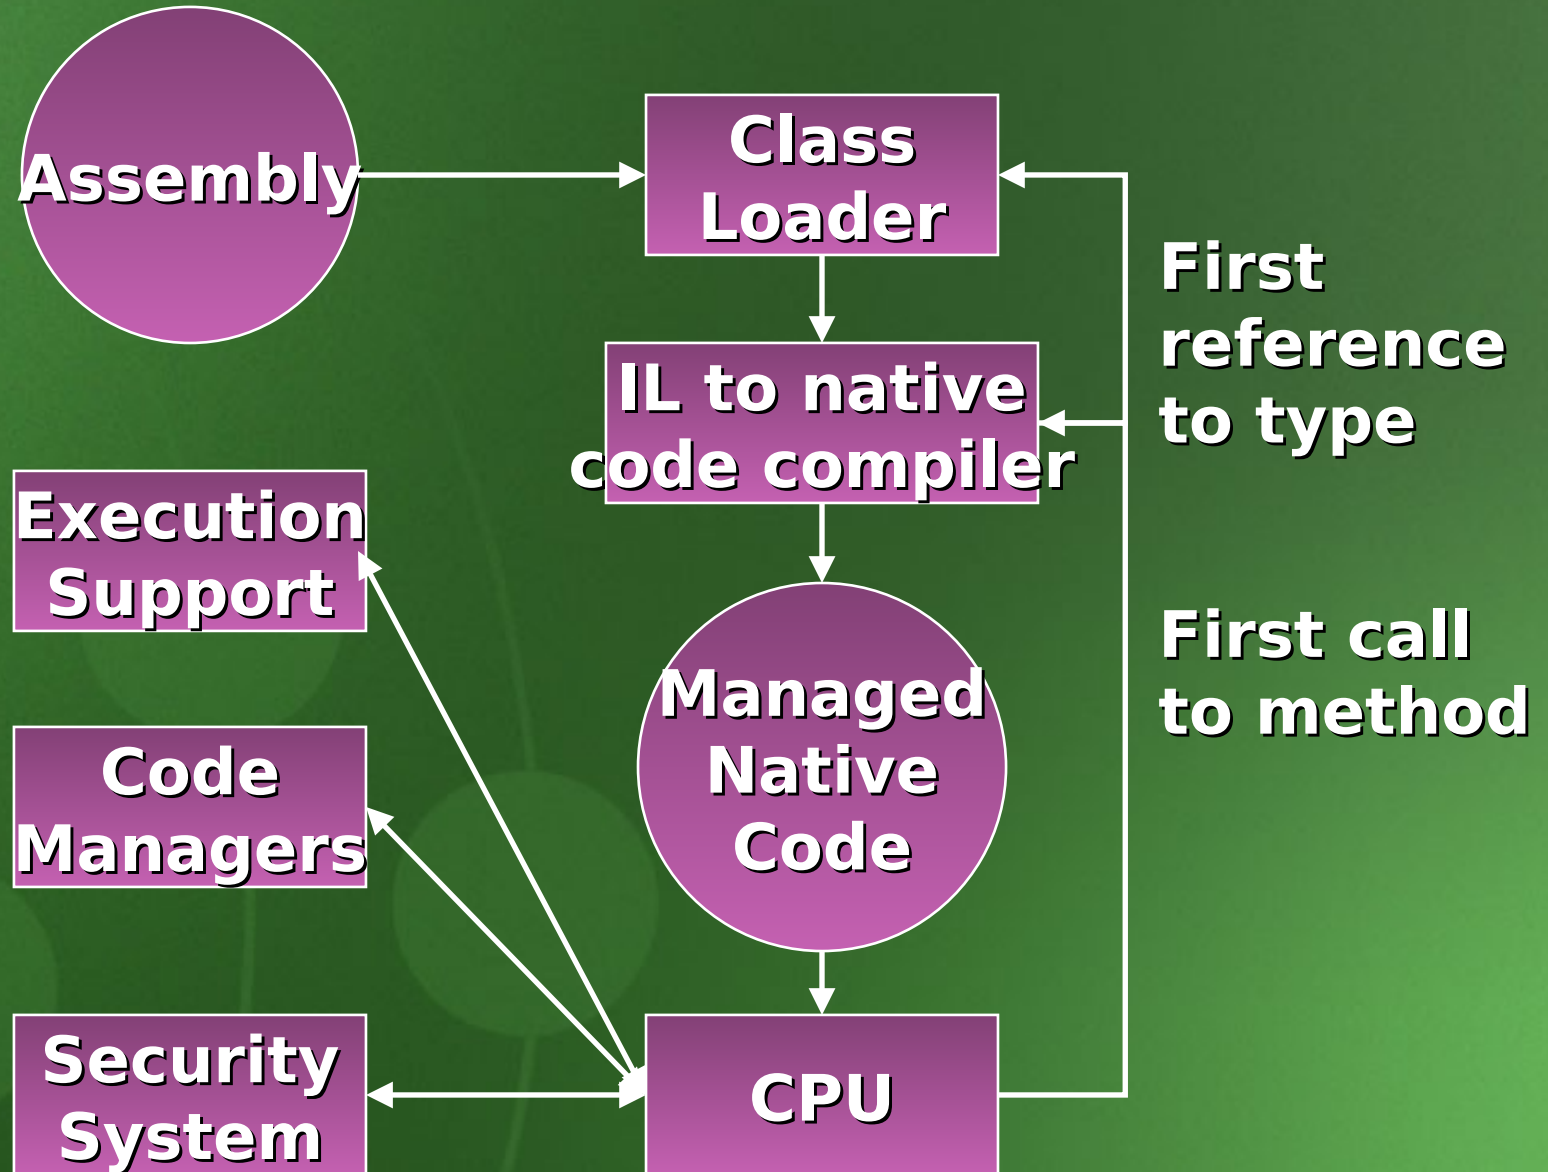 Assembly
Class
Loader
First
reference
to type
IL to native
code compiler
Execution
Support
First call
to method
Managed
Native
Code
Code
Managers
Security
System
CPU